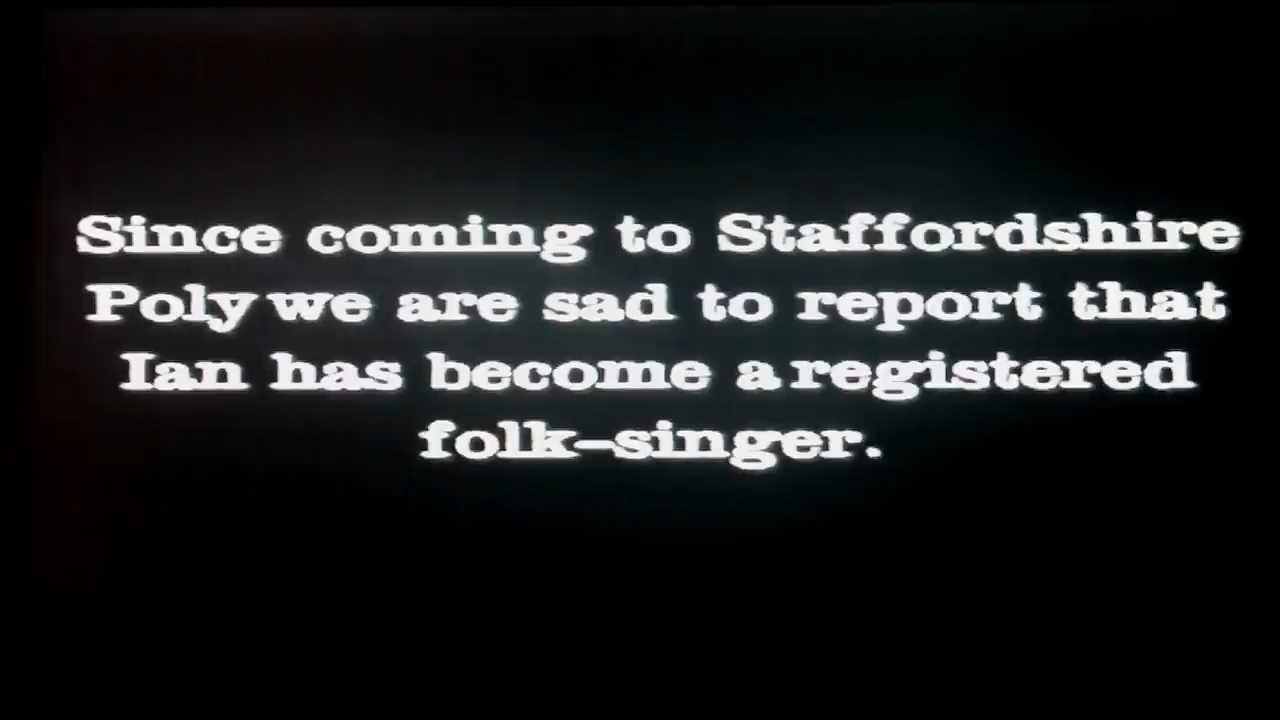 Since coming to Staffordshire
Poly we are sad to report that
Ian has become a registered
folk-singer.